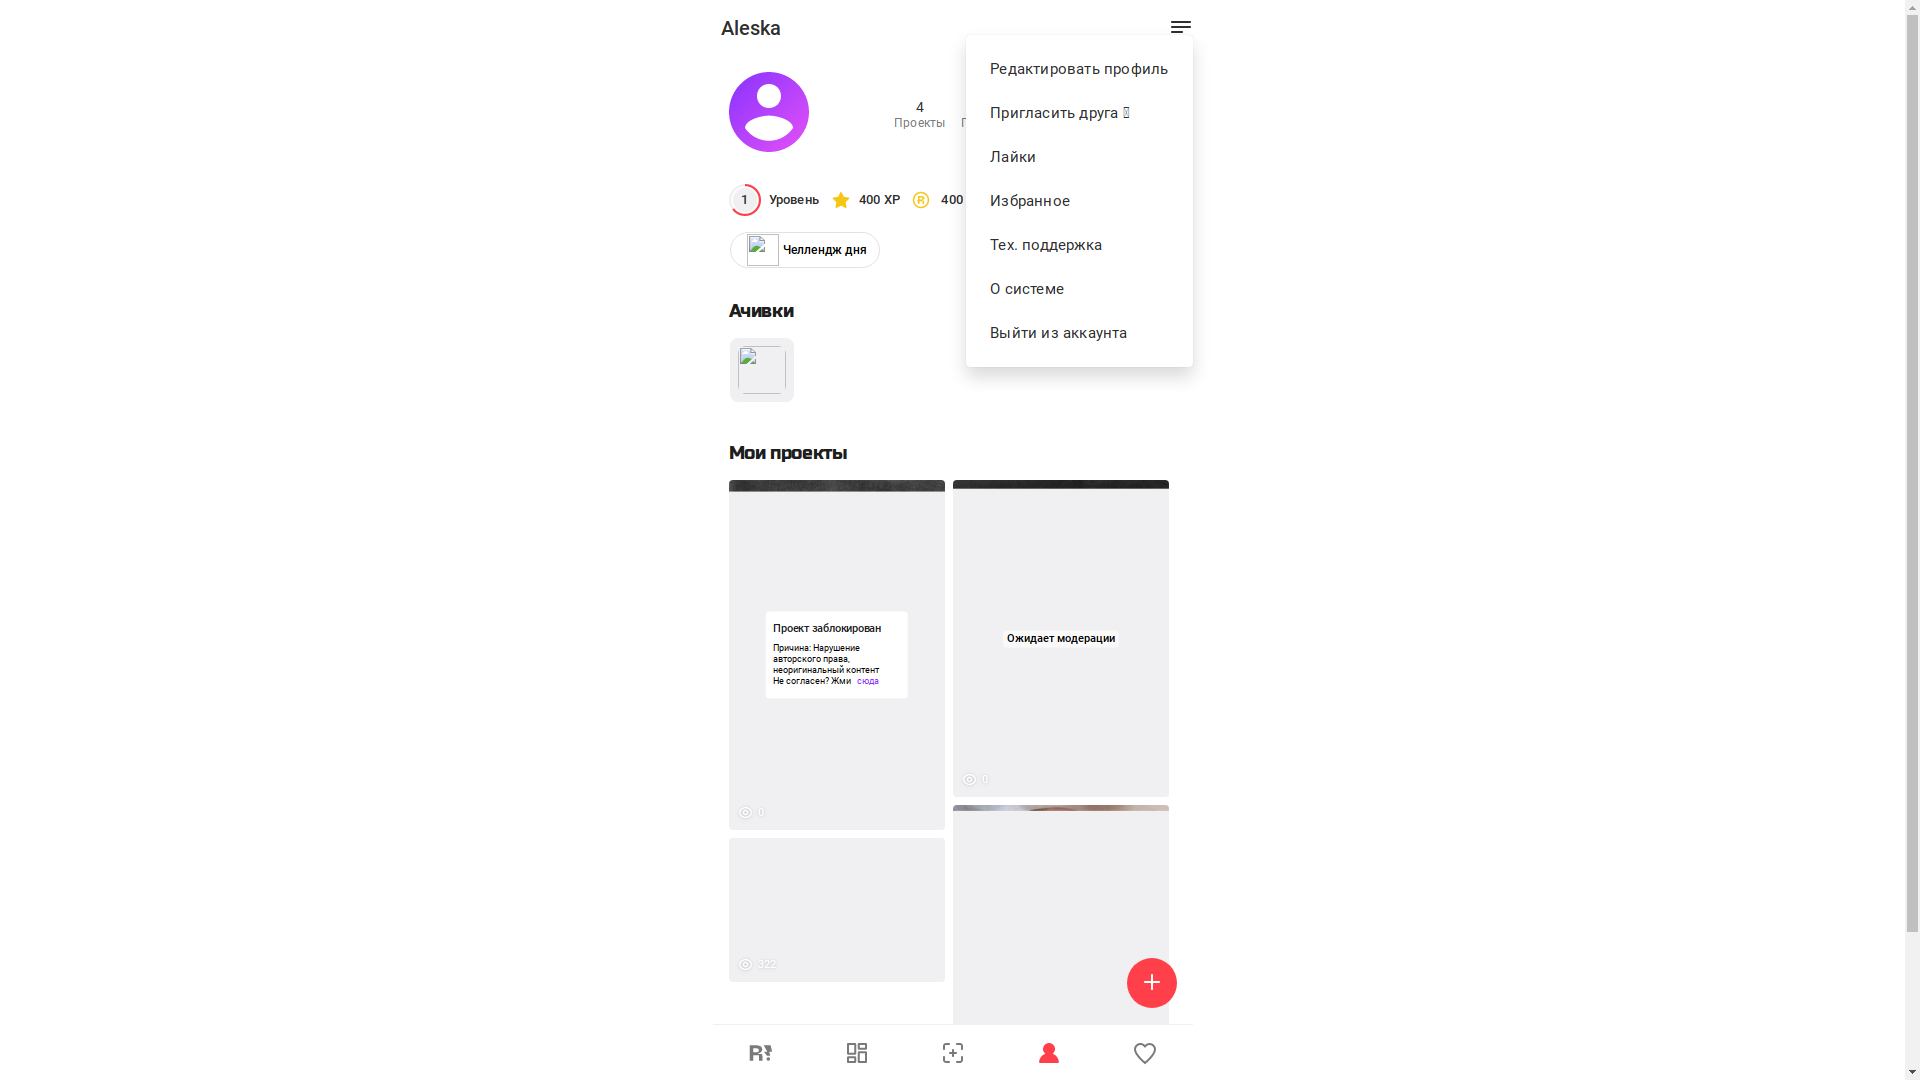 Aleska
Редактировать профиль
Пригласить друга
Лайки
Избранное
Тех. поддержка
О системе
Выйти из аккаунта
4
Проекты
1 Уровень 400 XP 400
Челлендж дня
Ачивки
Мои проекты
Проект заблокирован
Причина: Нарушение
авторского права,
неоригинальный контент
Не согласен? Жми сюда
0
Ожидает модерации
0
322
R